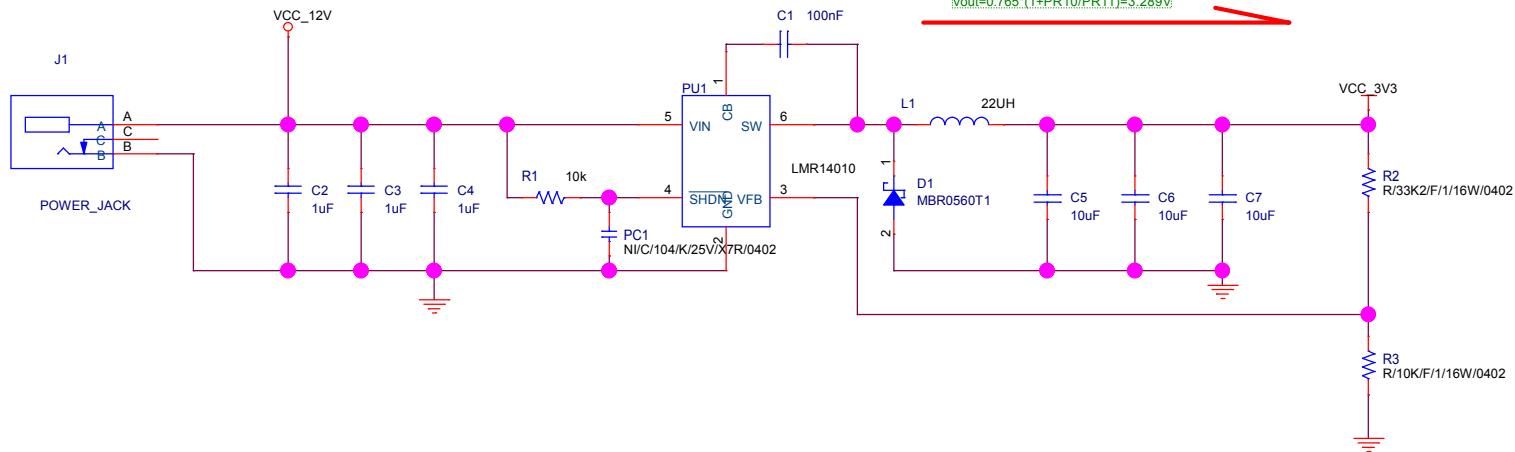 Vout=0.765*(1+PR10/PR11)=3.289V
VCC_12V
C1 100nF
J1
A
C
B
A
C
B
POWER_JACK
C2
1uF
C3
1uF
C4
1uF
R1 10k
PC1
NI/C/104/K/25V/X7R/0402
PU1
1
CB
5 VIN
SW 6
4 SHDN
VFB 3
GND
2
LMR14010
L1 22UH
1
D1
MBR0560T1
2
C5
10uF
C6
10uF
C7
10uF
VCC_3V3
R2
R/33K2/F/1/16W/0402
R3
R/10K/F/1/16W/0402